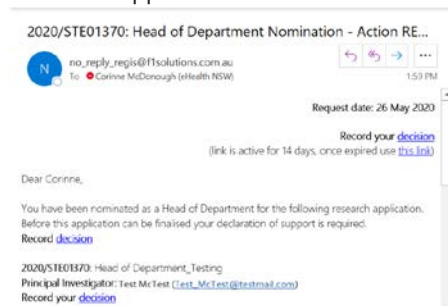 2020/STE01370: Head of Department Nomination - Action RE...
N
no_reply_regis@f1solutions.com.au
To Corinne McDonough (eHealth NSW)
1:59 PM
Request date: 26 May 2020
Record your decision
(link is active for 14 days, once expired use this link)
Dear Corinne,
You have been nominated as a Head of Department for the following research application.
Before this application can be finalised your declaration of support is required.
Record decision
2020/STE01370: Head of Department_Testing
Principal Investigator: Test McTest (Test_McTest@testmail.com)
Record your decision